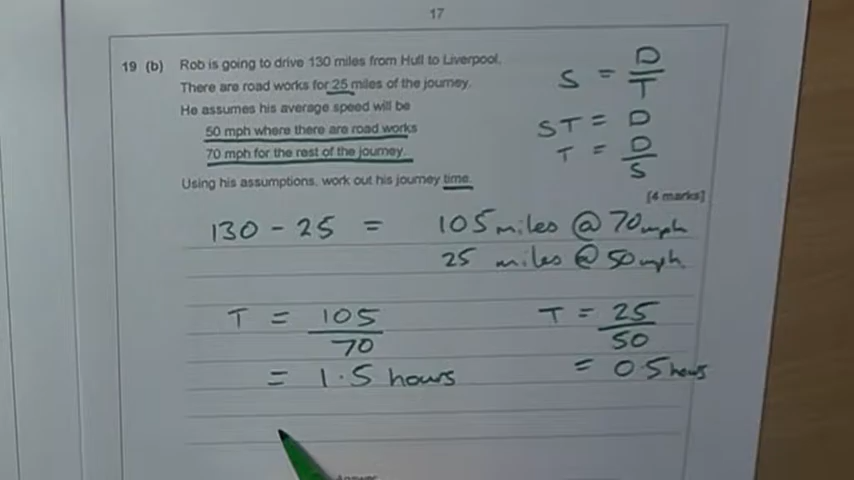 17
19 (b) Rob is going to drive 130 miles from Hull to Liverpool.
There are road works for 25 miles of the journey.
He assumes his average speed will be
50 mph where there are road works
70 mph for the rest of the journey.
Using his assumptions, work out his journey time.
[4 marks]
S = D/T
ST = D
T = D/S
130 - 25 = 105 miles @ 70mph
25 miles @ 50mph
T = 105/70
= 1.5 hours
T = 25/50
= 0.5 hours
Answer